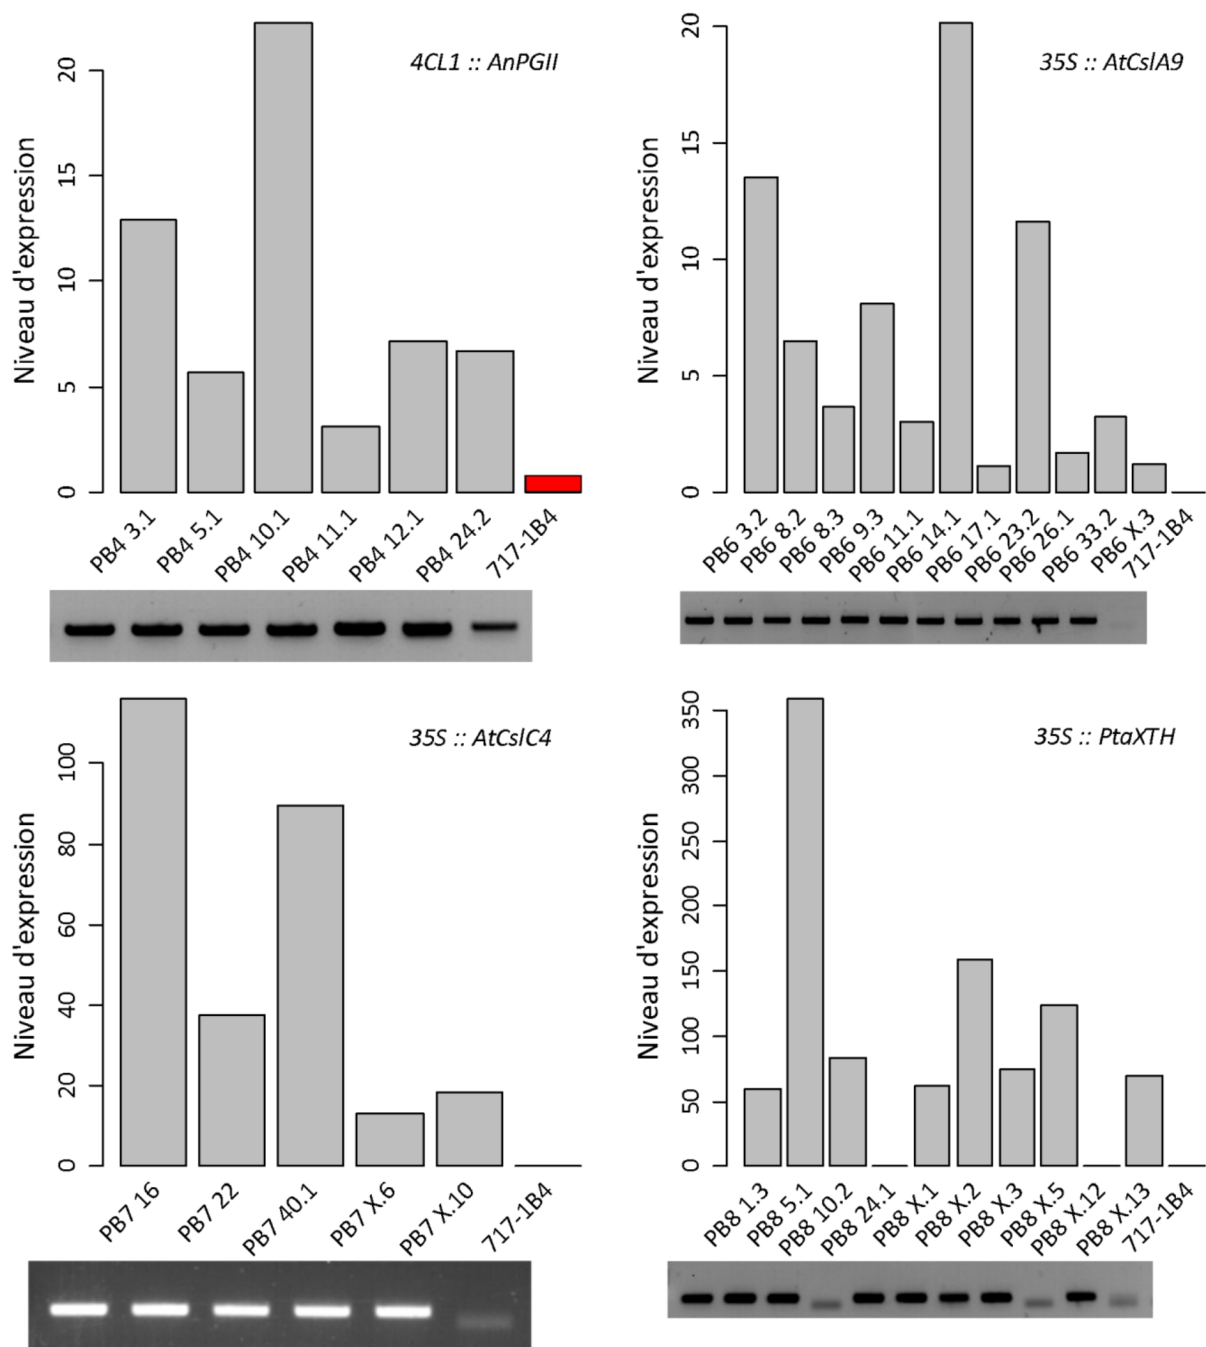 4CL1 :: AnPGII
Niveau d'expression
20
15
10
5
0
PB4 3.1
PB4 5.1
PB4 10.1
PB4 11.1
PB4 12.1
PB4 24.2
717-1B4
35S :: AtCslA9
Niveau d'expression
20
15
10
5
0
PB6 3.2
PB6 8.2
PB6 8.3
PB6 9.3
PB6 11.1
PB6 14.1
PB6 17.1
PB6 23.2
PB6 26.1
PB6 33.2
PB6 X.3
717-1B4
35S :: AtCslC4
Niveau d'expression
100
80
60
40
20
0
PB7 16
PB7 22
PB7 40.1
PB7 X.6
PB7 X.10
717-1B4
35S :: PtaXTH
Niveau d'expression
350
300
250
200
150
100
50
0
PB8 1.3
PB8 5.1
PB8 10.2
PB8 24.1
PB8 X.1
PB8 X.2
PB8 X.3
PB8 X.5
PB8 X.12
PB8 X.13
717-1B4